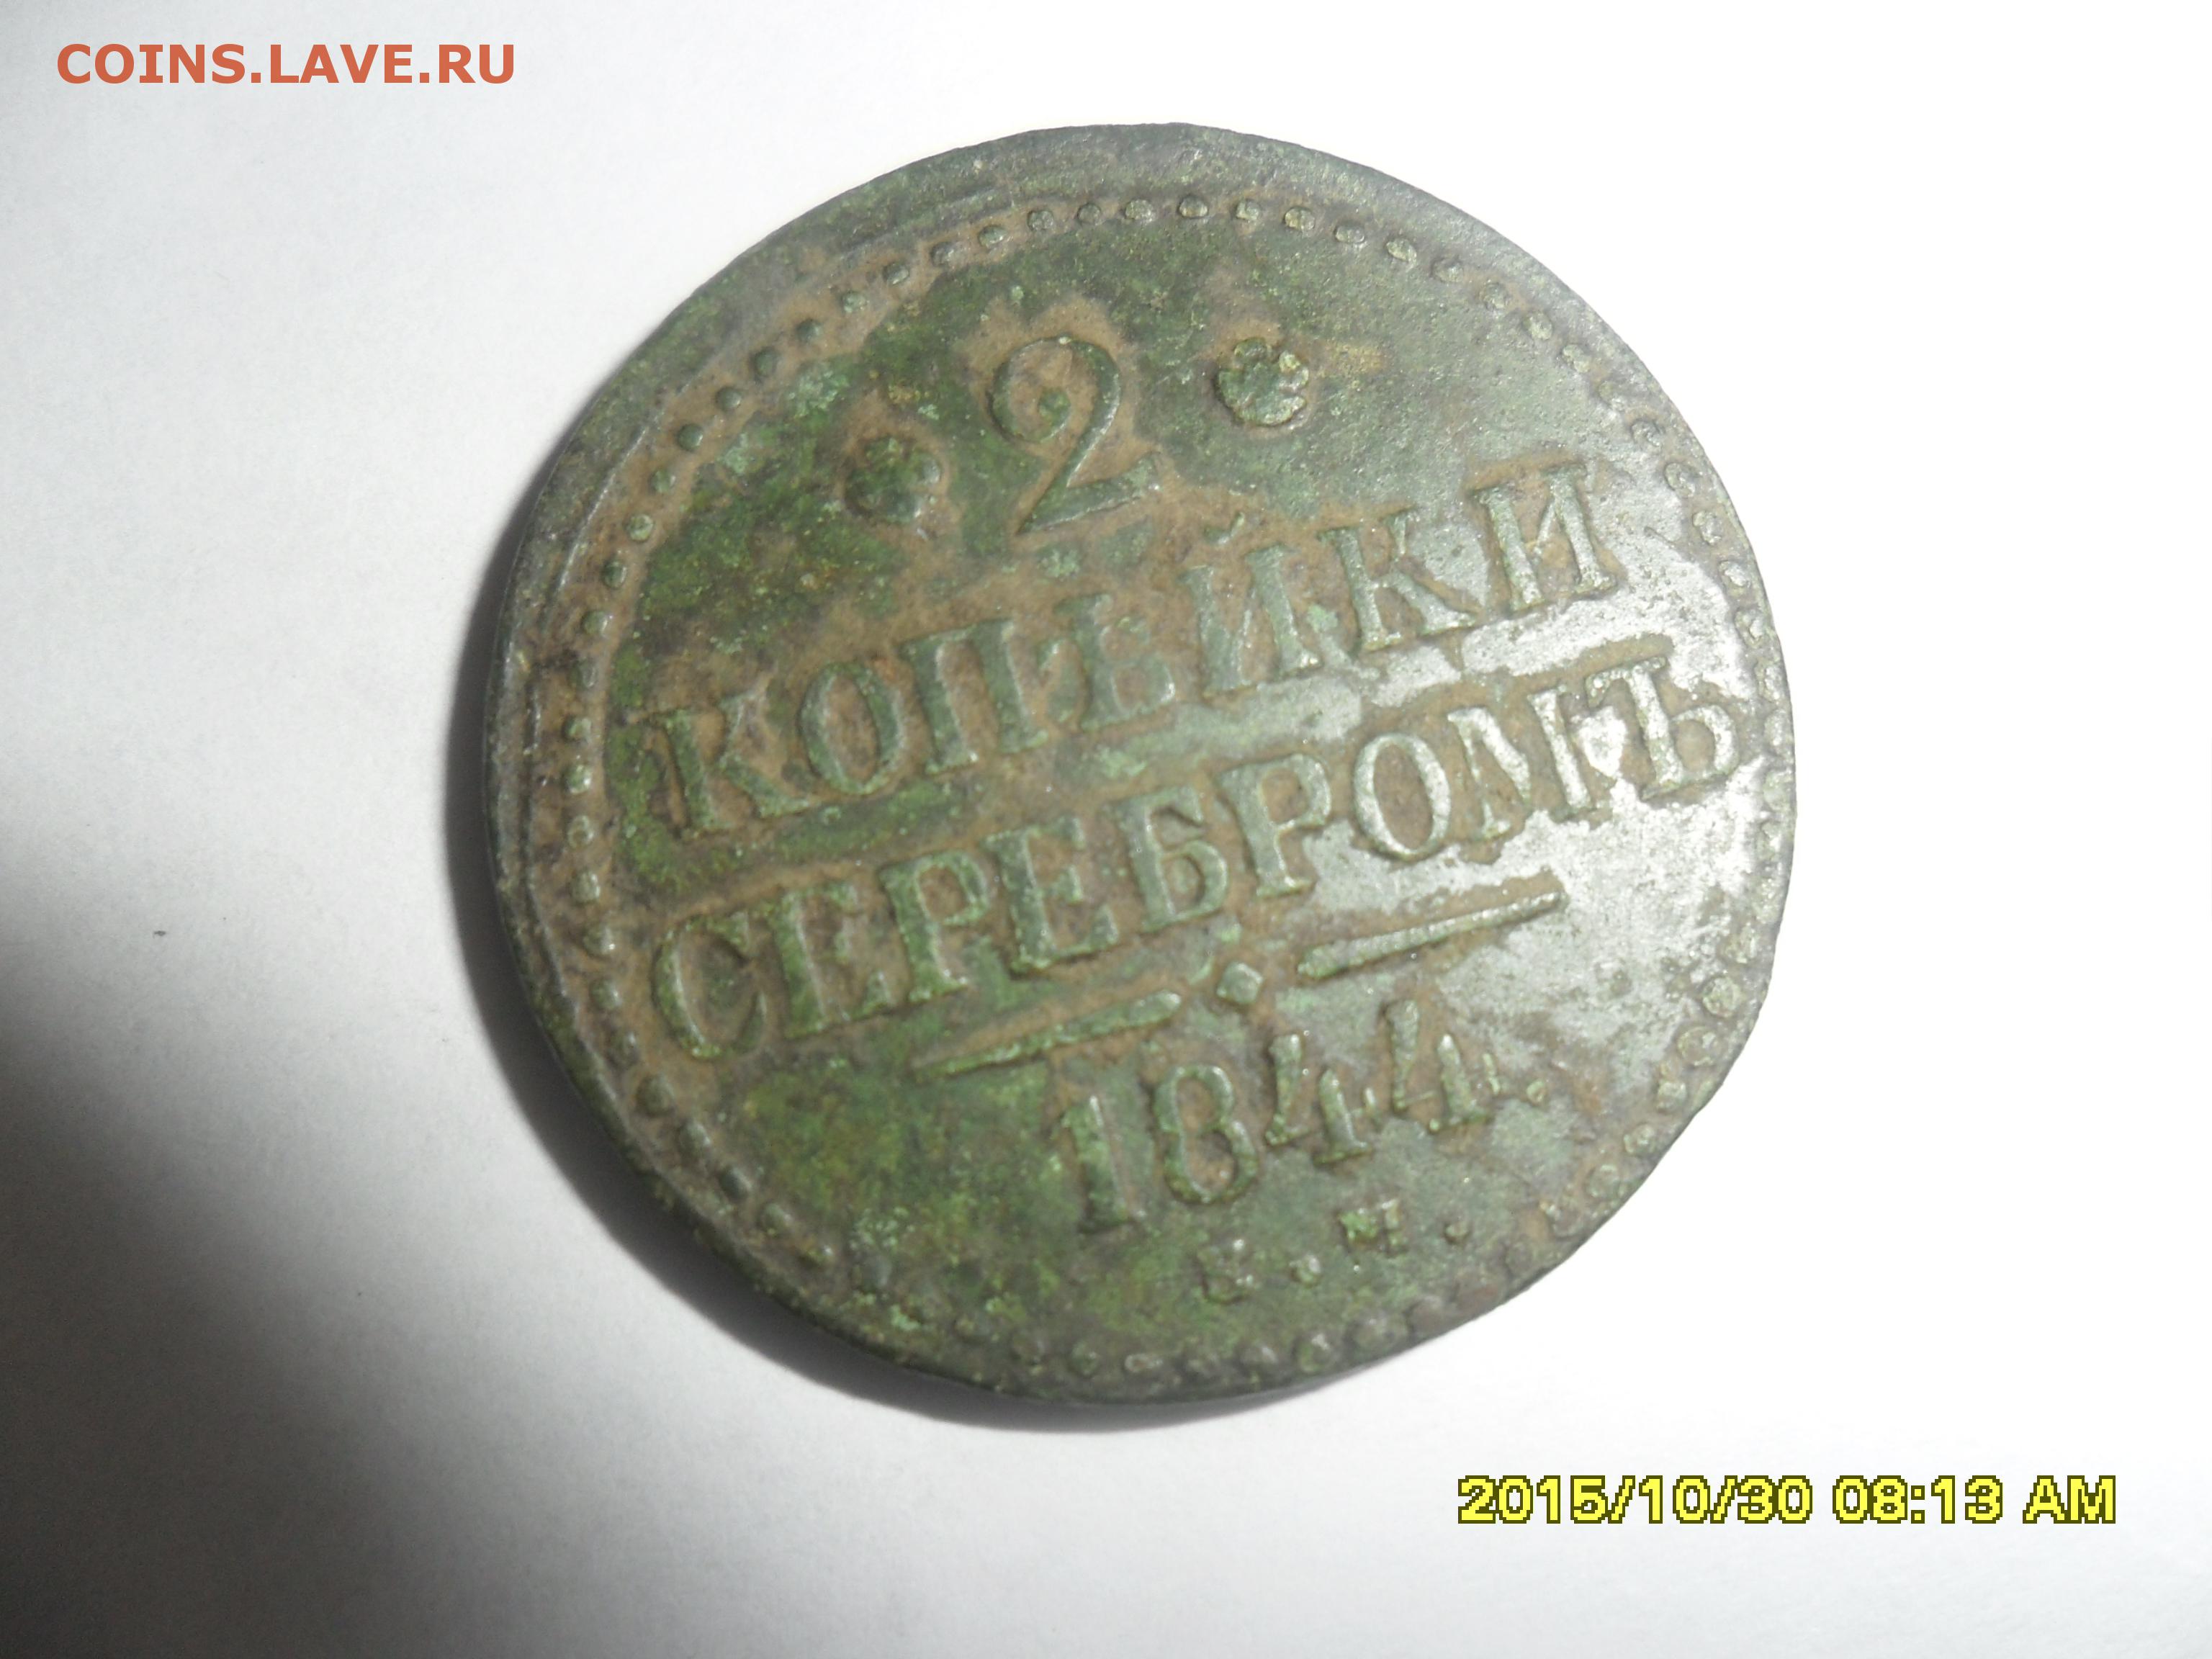 COINS.LAVE.RU
2
КОПѢЙКИ
СЕРЕБРОМЪ
1844.
Е.М.
2015/10/30 08:13 AM